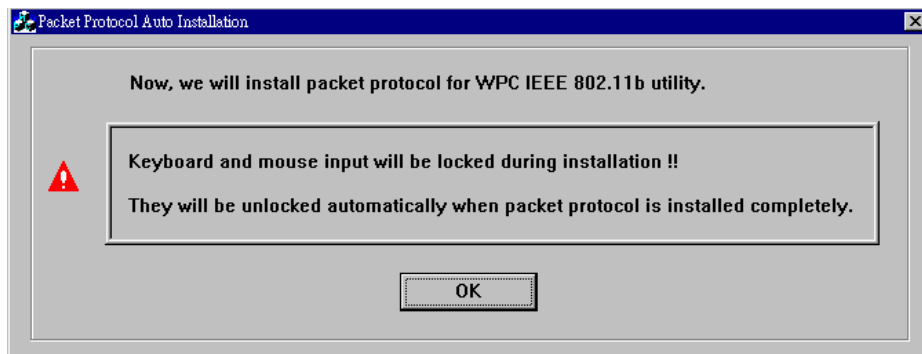 Packet Protocol Auto Installation
Now, we will install packet protocol for WPC IEEE 802.11b utility.
Keyboard and mouse input will be locked during installation !!
They will be unlocked automatically when packet protocol is installed completely.
OK